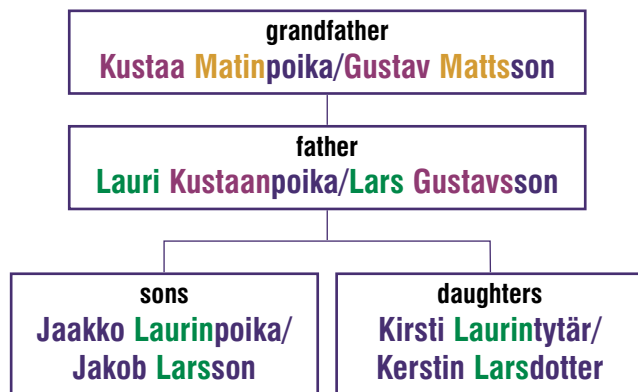 grandfather
Kustaa Matinpoika/Gustav Mattsson
father
Lauri Kustaanpoika/Lars Gustavsson
sons
Jaakko Laurinpoika/
Jakob Larsson
daughters
Kirsti Laurintytär/
Kerstin Larsdotter